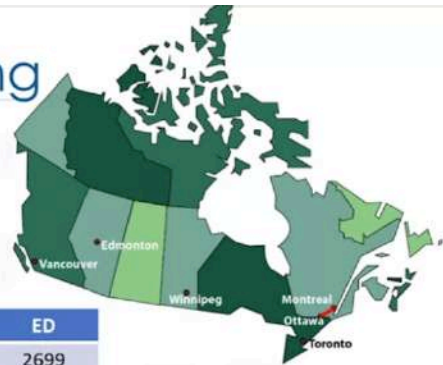 ng
Edmonton
Vancouver
Winnipeg
Montreal
Ottawa
Toronto
ED
2699